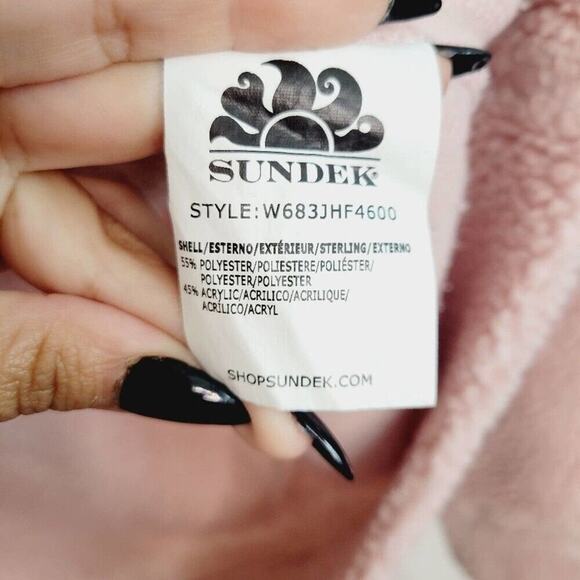 SUNDEK®
STYLE: W683JHF4600
SHELL/ESTERNO/EXTÉRIEUR/STERLING/EXTERNO
55% POLYESTER/POLIESTERE/POLIÉSTER/
POLYESTER/POLYESTER
45% ACRYLIC/ACRILICO/ACRILIQUE/
ACRÍLICO/ACRYL
SHOPSUNDEK.COM